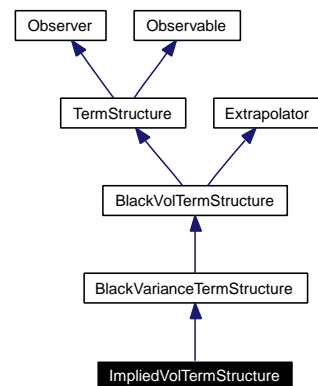 Observer
Observable
TermStructure
Extrapolator
BlackVolTermStructure
BlackVarianceTermStructure
ImpliedVolTermStructure